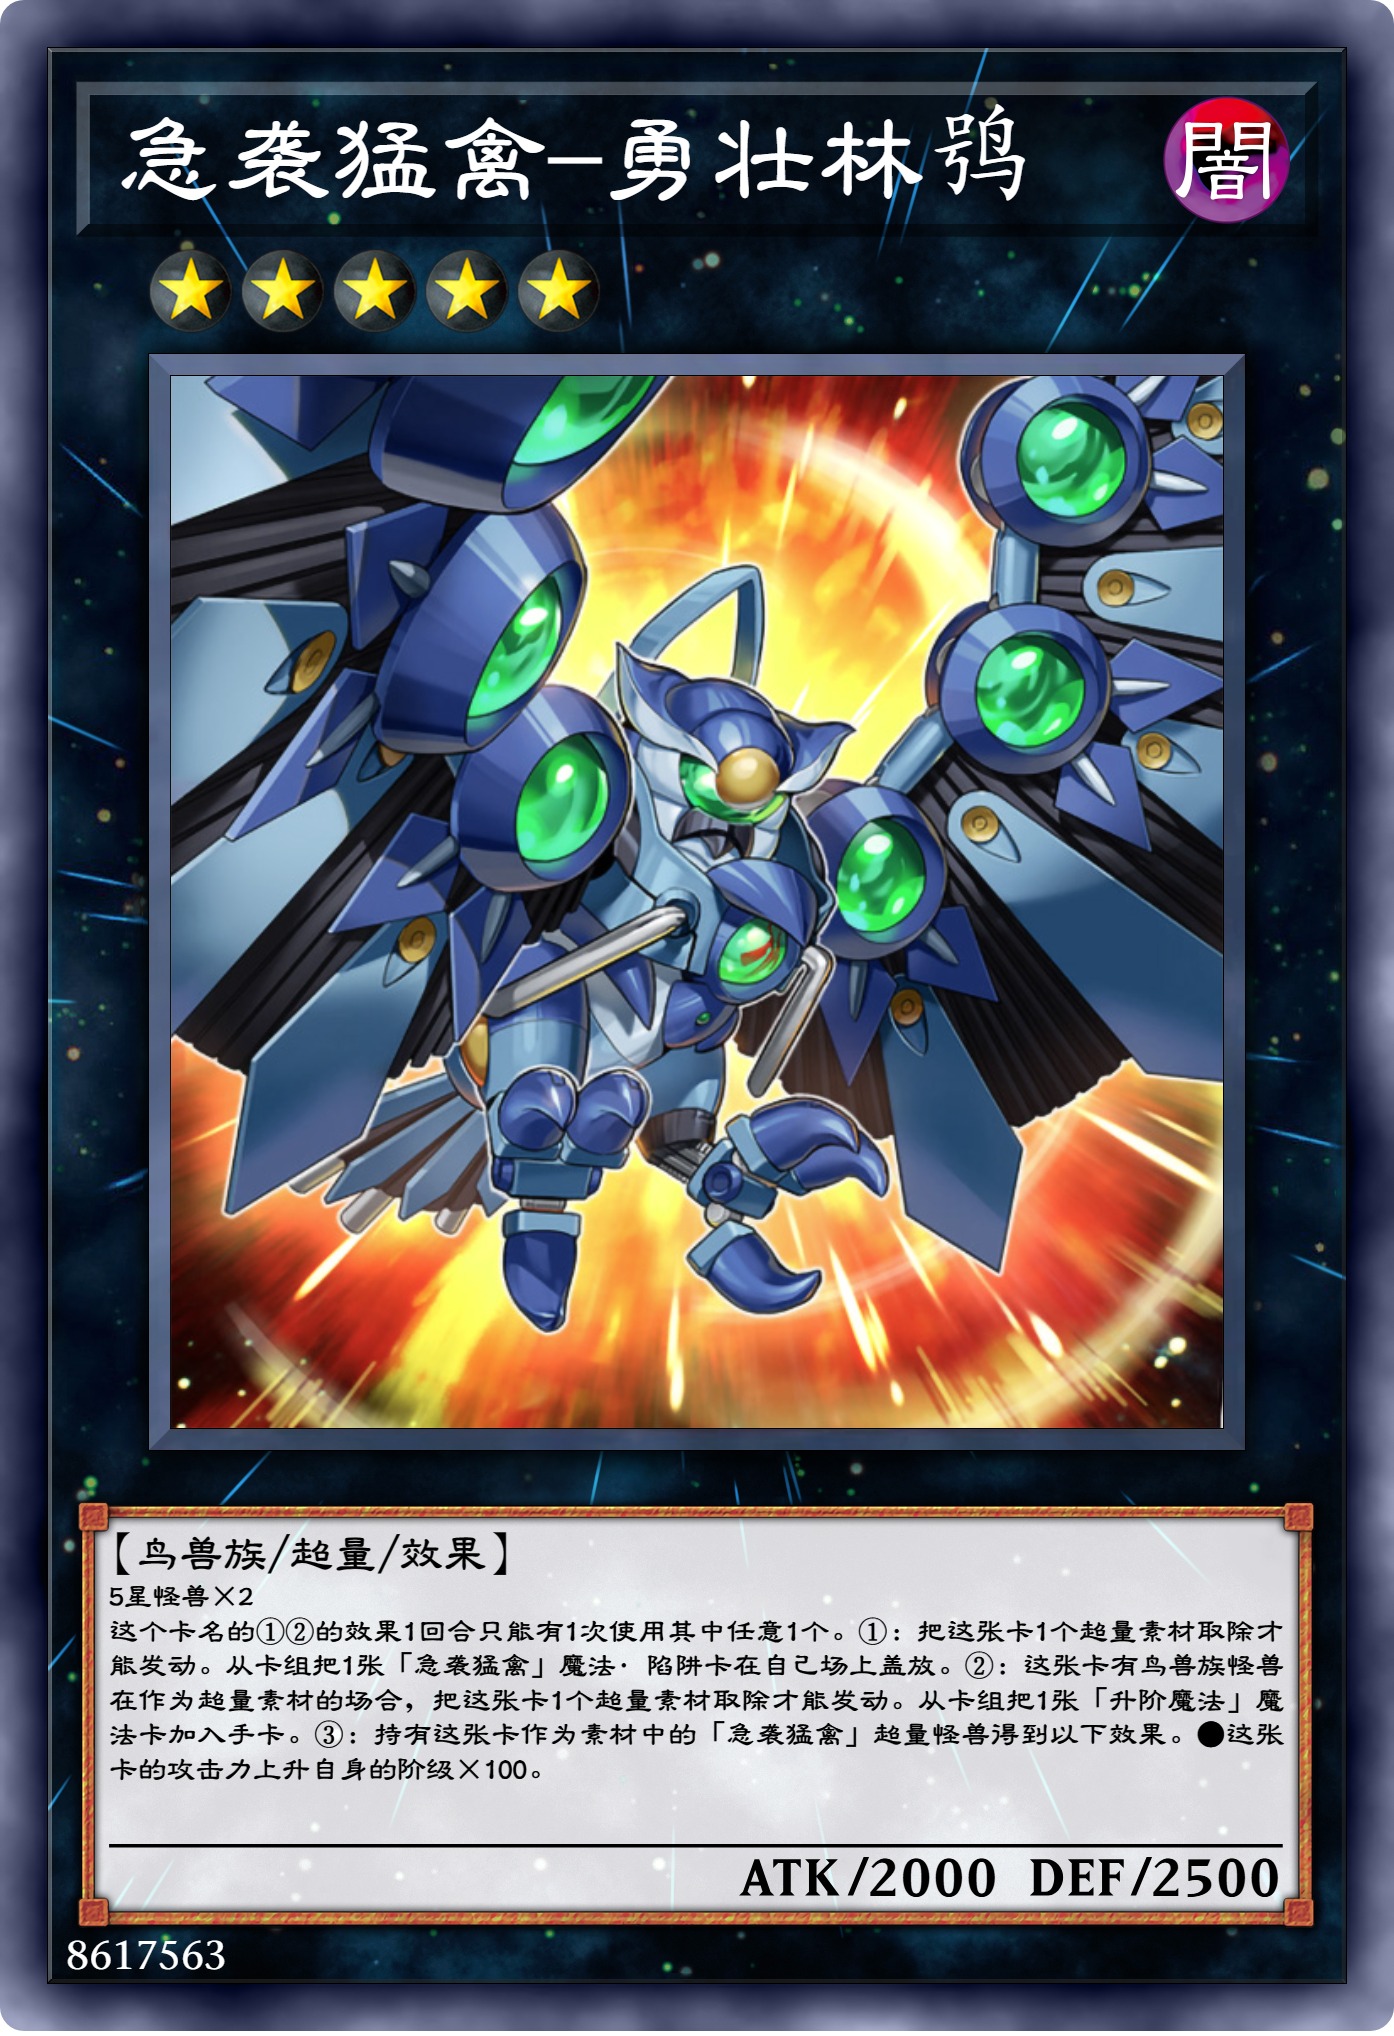 急袭猛禽-勇壮林鸮
闇
【鸟兽族/超量/效果】
5星怪兽×2
这个卡名的①②的效果1回合只能有1次使用其中任意1个。①：把这张卡1个超量素材取除才
能发动。从卡组把1张「急袭猛禽」魔法·陷阱卡在自己场上盖放。②：这张卡有鸟兽族怪兽
在作为超量素材的场合，把这张卡1个超量素材取除才能发动。从卡组把1张「升阶魔法」魔
法卡加入手卡。③：持有这张卡作为素材中的「急袭猛禽」超量怪兽得到以下效果。●这张
卡的攻击力上升自身的阶级×100。
ATK/2000 DEF/2500
8617563